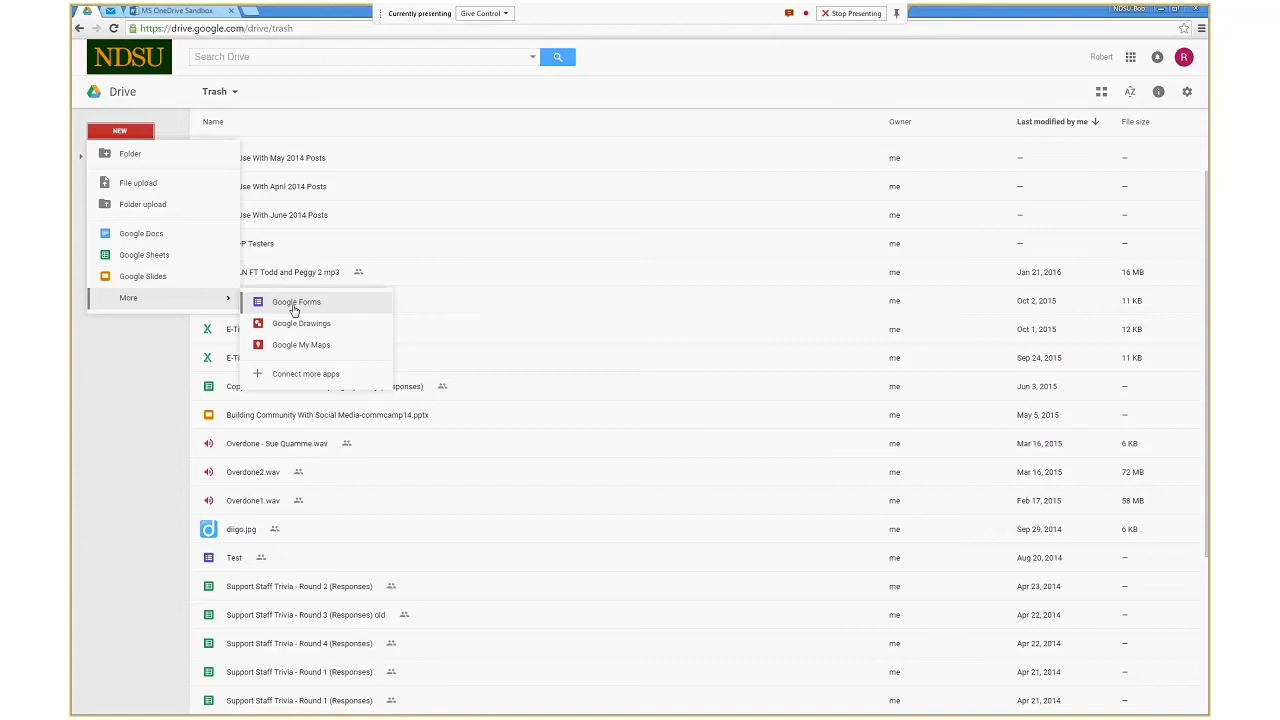 MS OneDrive Sandbox
Currently presenting
Give Control
Stop Presenting
NDSU-Bob
https://drive.google.com/drive/trash
NDSU
Search Drive
Robert
R
Drive
Trash
NEW
Name
Owner
Last modified by me
File size
Folder
Use With May 2014 Posts
me
–
–
File upload
Use With April 2014 Posts
me
–
–
Folder upload
Use With June 2014 Posts
me
–
–
Google Docs
P Testers
me
–
–
Google Sheets
LN FT Todd and Peggy 2.mp3
me
Jan 21, 2016
16 MB
Google Slides
More
Google Forms
me
Oct 2, 2015
11 KB
Google Drawings
E-Ti
me
Oct 1, 2015
12 KB
Google My Maps
E-Ti
me
Sep 24, 2015
11 KB
Connect more apps
me
Jun 3, 2015
–
Building Community With Social Media-commcamp14.pptx
me
May 5, 2015
–
Overdone - Sue Quamme.wav
me
Mar 16, 2015
6 KB
Overdone2.wav
me
Mar 16, 2015
72 MB
Overdone1.wav
me
Feb 17, 2015
58 MB
diigo.jpg
me
Sep 29, 2014
6 KB
Test
me
Aug 20, 2014
–
Support Staff Trivia - Round 2 (Responses)
me
Apr 23, 2014
–
Support Staff Trivia - Round 3 (Responses) old
me
Apr 22, 2014
–
Support Staff Trivia - Round 4 (Responses)
me
Apr 22, 2014
–
Support Staff Trivia - Round 1 (Responses)
me
Apr 21, 2014
–
Support Staff Trivia - Round 1 (Responses)
me
Apr 21, 2014
–